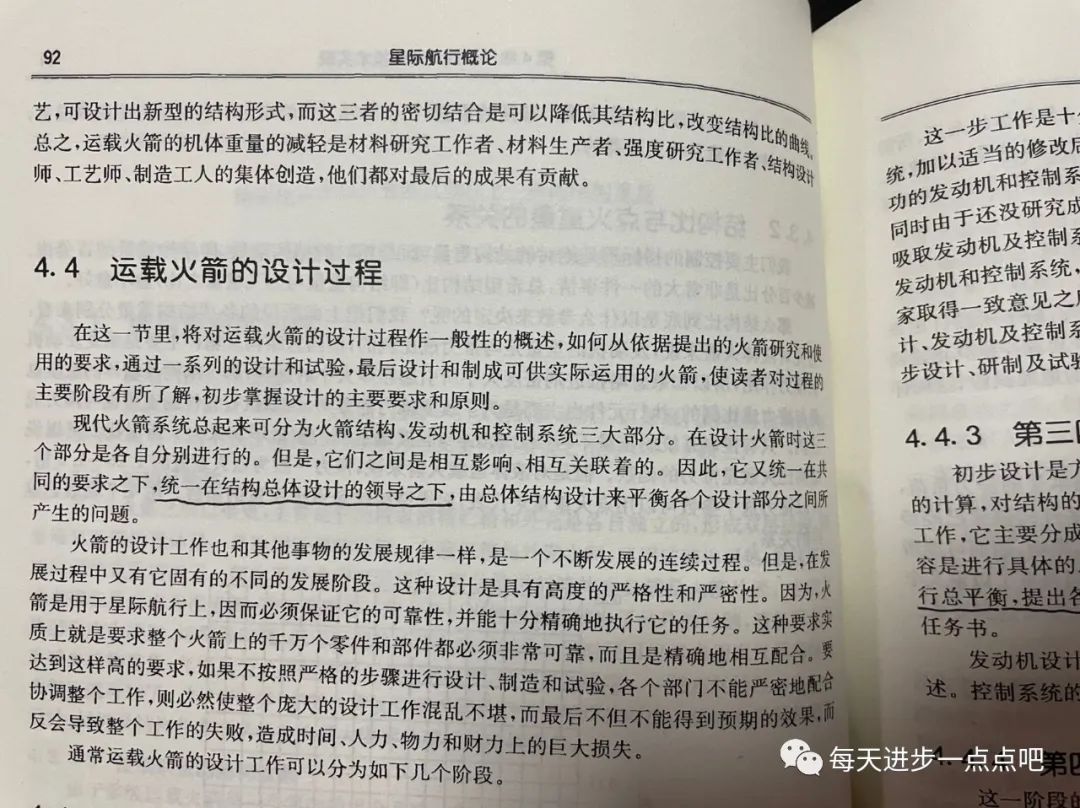 92
星际航行概论
艺,可设计出新型的结构形式,而这三者的密切结合是可以降低其结构比,改变结构比的曲线。
总之,运载火箭的机体重量的减轻是材料研究工作者、材料生产者、强度研究工作者、结构设计
师、工艺师、制造工人的集体创造,他们都对最后的成果有贡献。
4.4 运载火箭的设计过程
在这一节里,将对运载火箭的设计过程作一般性的概述,如何从依据提出的火箭研究和使
用的要求,通过一系列的设计和试验,最后设计和制成可供实际运用的火箭,使读者对过程的
主要阶段有所了解,初步掌握设计的主要要求和原则。
现代火箭系统总起来可分为火箭结构、发动机和控制系统三大部分。在设计火箭时这三
个部分是各自分别进行的。但是,它们之间是相互影响、相互关联着的。因此,它又统一在共
同的要求之下,统一在结构总体设计的领导之下,由总体结构设计来平衡各个设计部分之间所
产生的问题。
火箭的设计工作也和其他事物的发展规律一样,是一个不断发展的连续过程。但是,在发
展过程中又有它固有的不同的发展阶段。这种设计是具有高度的严格性和严密性。因为,火
箭是用于星际航行上,因而必须保证它的可靠性,并能十分精确地执行它的任务。这种要求实
质上就是要求整个火箭上的千万个零件和部件都必须非常可靠,而且是精确地相互配合。要
达到这样高的要求,如果不按照严格的步骤进行设计、制造和试验,各个部门不能严密地配合
协调整个工作,则必然使整个庞大的设计工作混乱不堪,而最后不但不能得到预期的效果,而
反会导致整个工作的失败,造成时间、人力、物力和财力上的巨大损失。
通常运载火箭的设计工作可以分为如下几个阶段。
这一步工作是十
统,加以适当的修改后
功的发动机和控制系
同时由于还没研究成
吸取发动机及控制系
发动机和控制系统,
家取得一致意见之后
计、发动机及控制系
步设计、研制及试验
4.4.3 第三
初步设计是方
的计算,对结构的
工作,它主要分成
容是进行具体的
行总平衡,提出各
任务书。
发动机设计
述。控制系统的
第四
这一阶段的
每天进步一点点吧